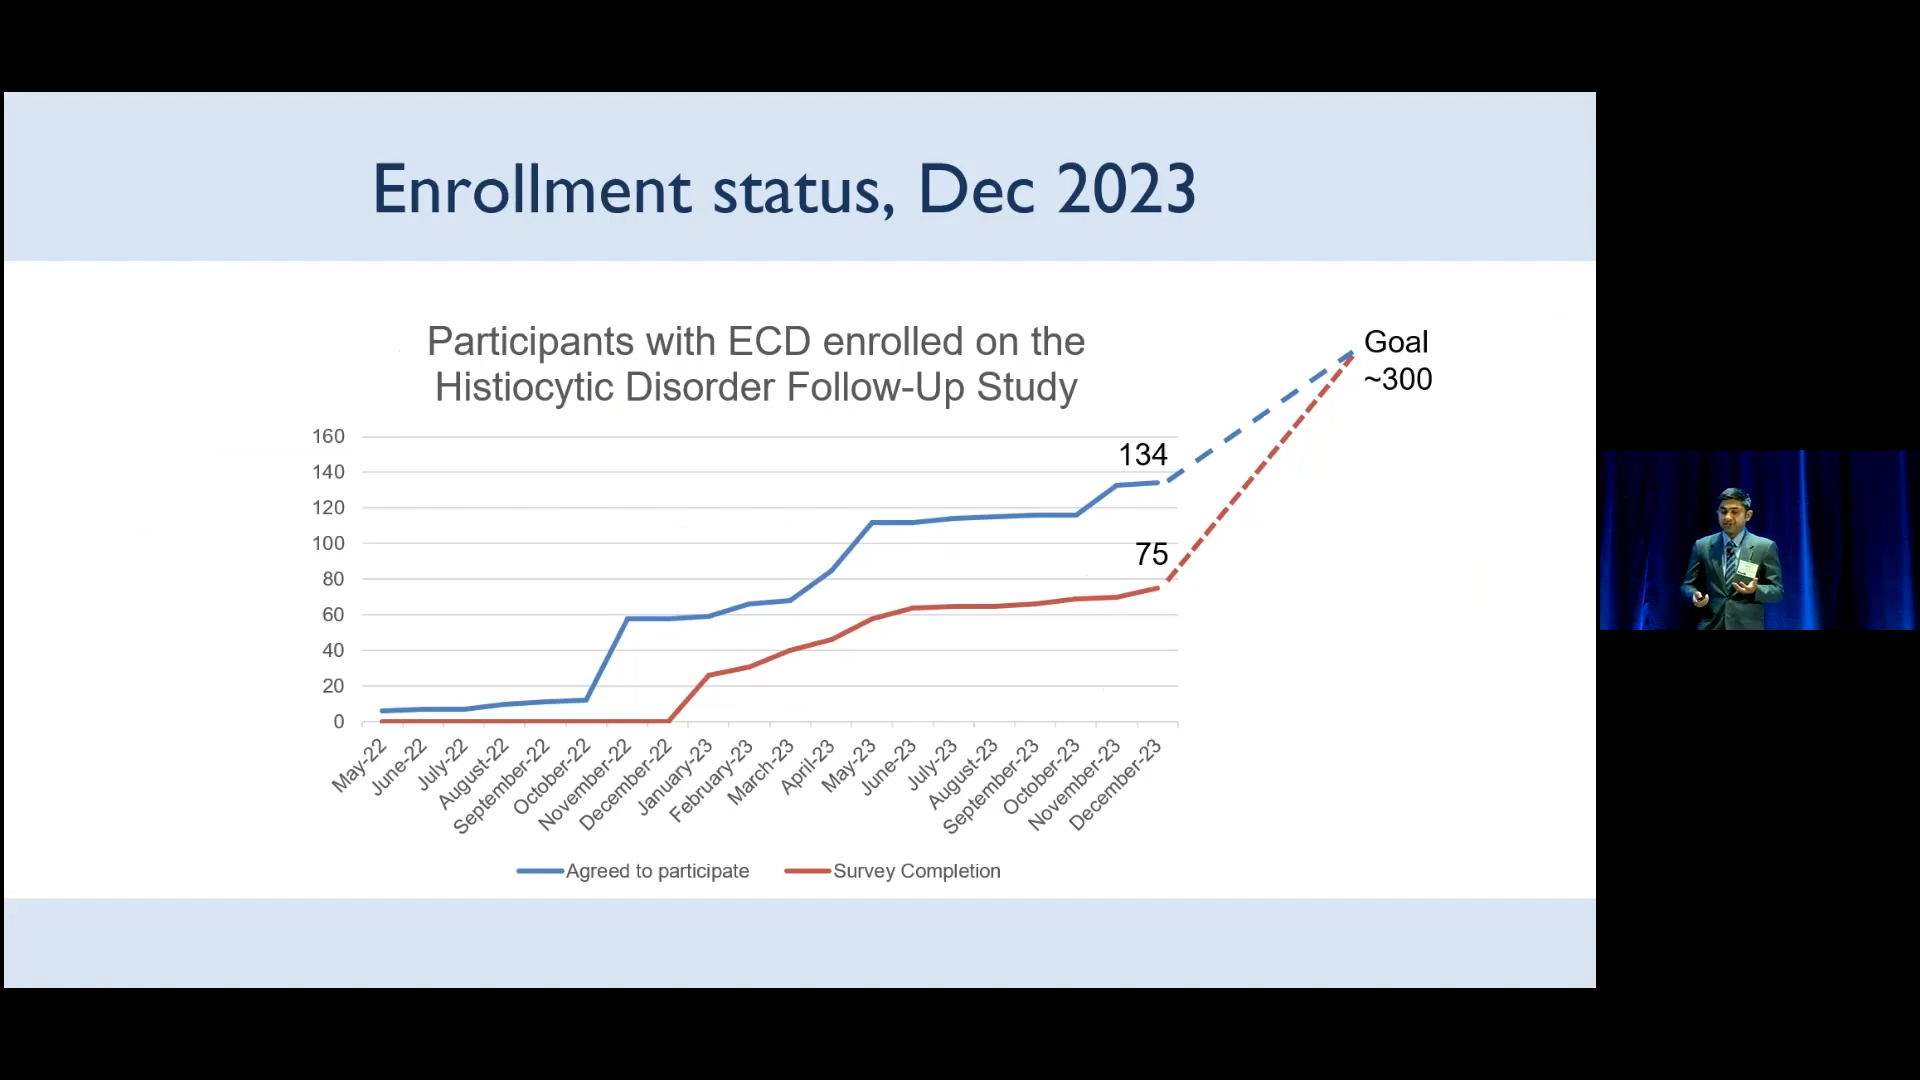 Enrollment status, Dec 2023
Participants with ECD enrolled on the
Histiocytic Disorder Follow-Up Study
Goal
~300
160
140
120
100
80
60
40
20
0
134
75
May-22
June-22
July-22
August-22
September-22
October-22
November-22
December-22
January-23
February-23
March-23
April-23
May-23
June-23
July-23
August-23
September-23
October-23
November-23
December-23
Agreed to participate
Survey Completion